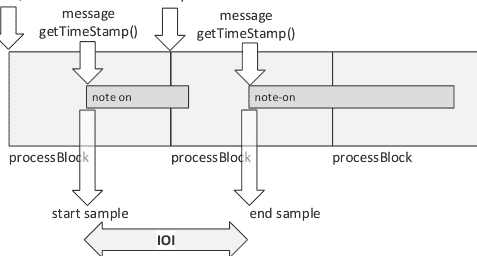 message
getTimeStamp()
message
getTimeStamp()
note on
note-on
processBlock
processBlock
processBlock
start sample
end sample
IOI